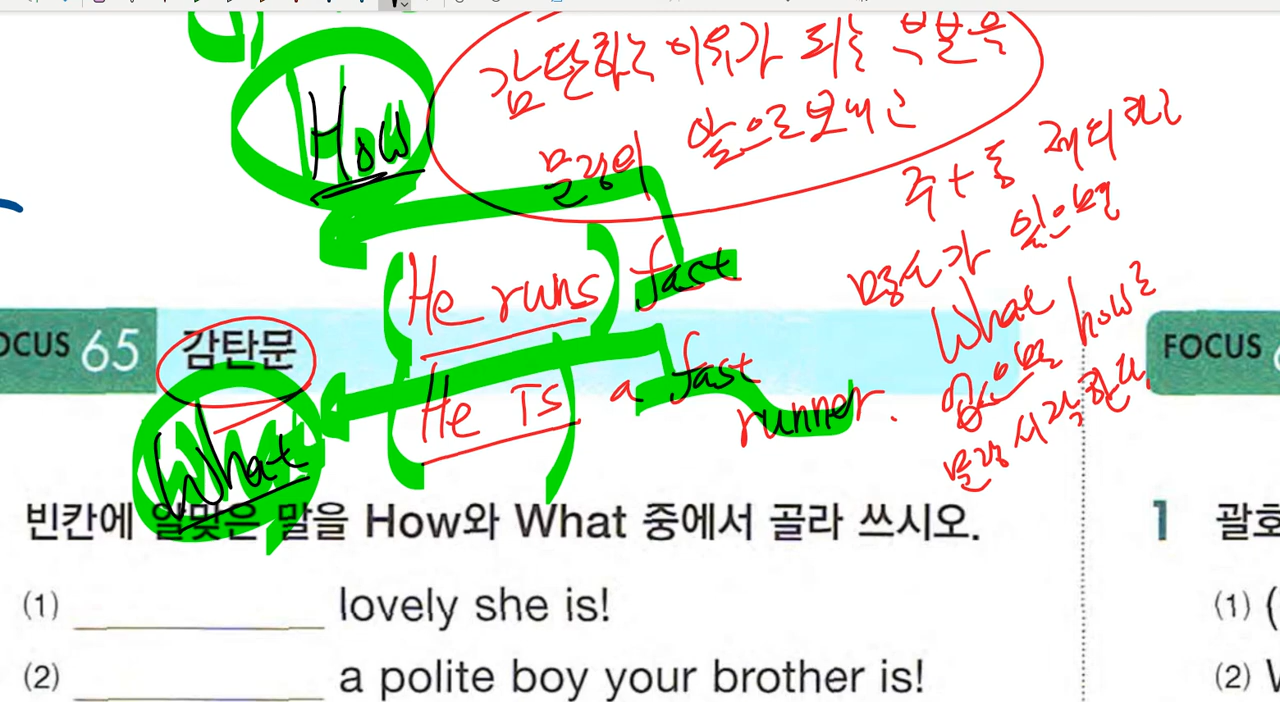 How
감탄하는 이유가 되는 부분을
문장의 앞으로 보내고
주+동 제외하고
명사가 있으면
What
없으면 how로
문장 시작한다
He runs fast
He is a fast
runner.
FOCUS 65 감탄문
What
빈칸에 알맞은 말을 How와 What 중에서 골라 쓰시오.
(1) lovely she is!
(2) a polite boy your brother is!
FOCUS
1 괄호
(1) (
(2)